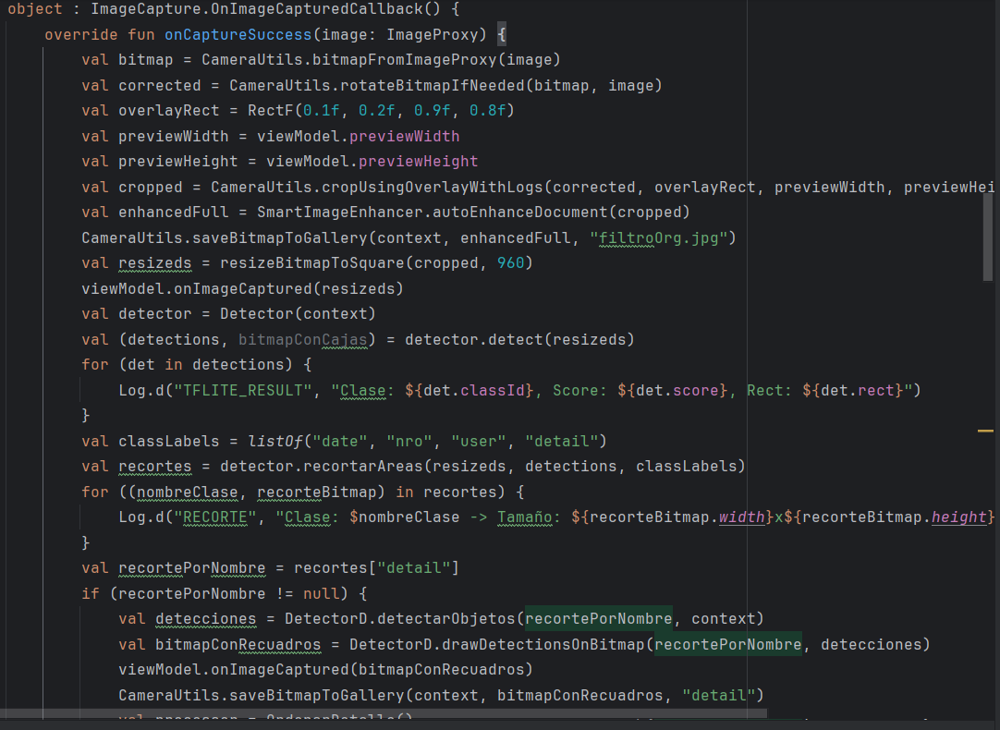 object : ImageCapture.OnImageCapturedCallback() {
override fun onCaptureSuccess(image: ImageProxy) {
val bitmap = CameraUtils.bitmapFromImageProxy(image)
val corrected = CameraUtils.rotateBitmapIfNeeded(bitmap, image)
val overlayRect = RectF(0.1f, 0.2f, 0.9f, 0.8f)
val previewWidth = viewModel.previewWidth
val previewHeight = viewModel.previewHeight
val cropped = CameraUtils.cropUsingOverlayWithLogs(corrected, overlayRect, previewWidth, previewHei
val enhancedFull = SmartImageEnhancer.autoEnhanceDocument(cropped)
CameraUtils.saveBitmapToGallery(context, enhancedFull, "filtroOrg.jpg")
val resizeds = resizeBitmapToSquare(cropped, 960)
viewModel.onImageCaptured(resizeds)
val detector = Detector(context)
val (detections, bitmapConCajas) = detector.detect(resizeds)
for (det in detections) {
Log.d("TFLITE_RESULT", "Clase: ${det.classId}, Score: ${det.score}, Rect: ${det.rect}")
}
val classLabels = listOf("date", "nro", "user", "detail")
val recortes = detector.recortarAreas(resizeds, detections, classLabels)
for ((nombreClase, recorteBitmap) in recortes) {
Log.d("RECORTE", "Clase: $nombreClase -> Tamaño: ${recorteBitmap.width}x${recorteBitmap.height}
}
val recortePorNombre = recortes["detail"]
if (recortePorNombre != null) {
val detecciones = DetectorD.detectarObjetos(recortePorNombre, context)
val bitmapConRecuadros = DetectorD.drawDetectionsOnBitmap(recortePorNombre, detecciones)
viewModel.onImageCaptured(bitmapConRecuadros)
CameraUtils.saveBitmapToGallery(context, bitmapConRecuadros, "detail")